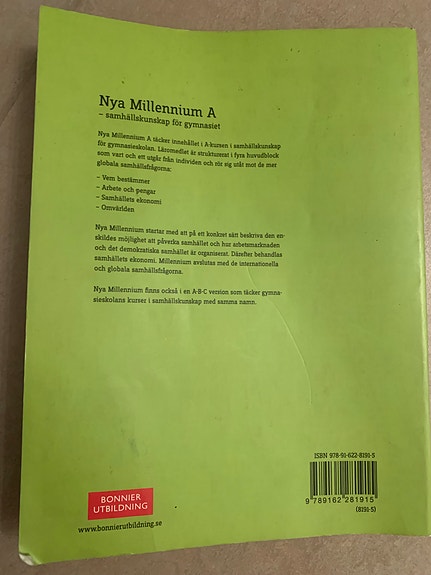 Nya Millennium A
– samhällskunskap för gymnasiet
Nya Millennium A täcker innehållet i A-kursen i samhällskunskap
för gymnasieskolan. Läromedlet är strukturerat i fyra huvudblock
som vart och ett utgår från individen och rör sig utåt mot de mer
globala samhällsfrågorna:
– Vem bestämmer
– Arbete och pengar
– Samhällets ekonomi
– Omvärlden
Nya Millennium startar med att på ett konkret sätt beskriva den en-
skildes möjlighet att påverka samhället och hur arbetsmarknaden
och det demokratiska samhället är organiserat. Därefter behandlas
samhällets ekonomi. Millennium avslutas med de internationella
och globala samhällsfrågorna.
Nya Millennium finns också i en A-B-C version som täcker gymna-
sieskolans kurser i samhällskunskap med samma namn.
ISBN 978-91-622-8191-5
9 789162 281915
(8191-5)
BONNIER
UTBILDNING
www.bonnierutbildning.se